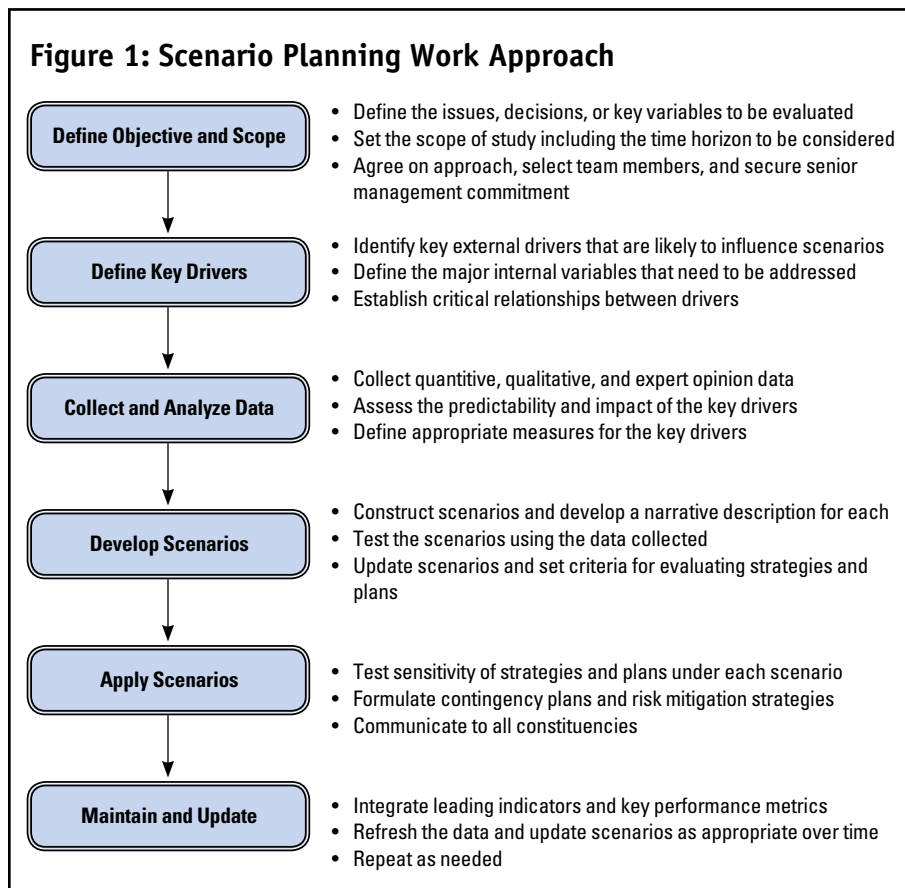 Figure 1: Scenario Planning Work Approach
Define Objective and Scope
• Define the issues, decisions, or key variables to be evaluated
• Set the scope of study including the time horizon to be considered
• Agree on approach, select team members, and secure senior
management commitment
Define Key Drivers
• Identify key external drivers that are likely to influence scenarios
• Define the major internal variables that need to be addressed
• Establish critical relationships between drivers
Collect and Analyze Data
• Collect quantitive, qualitative, and expert opinion data
• Assess the predictability and impact of the key drivers
• Define appropriate measures for the key drivers
Develop Scenarios
• Construct scenarios and develop a narrative description for each
• Test the scenarios using the data collected
• Update scenarios and set criteria for evaluating strategies and
plans
Apply Scenarios
• Test sensitivity of strategies and plans under each scenario
• Formulate contingency plans and risk mitigation strategies
• Communicate to all constituencies
Maintain and Update
• Integrate leading indicators and key performance metrics
• Refresh the data and update scenarios as appropriate over time
• Repeat as needed